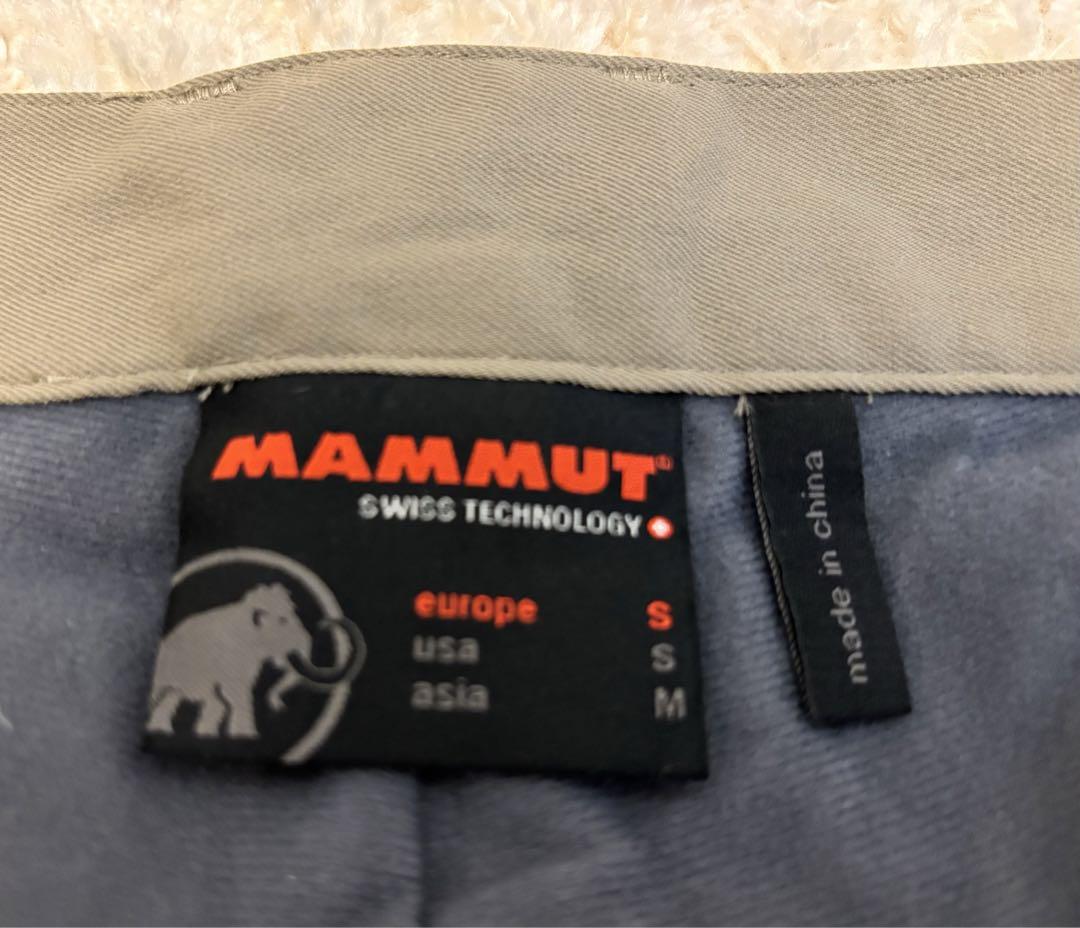 MAMMUT®
SWISS TECHNOLOGY
europe S
usa S
asia M
made in china